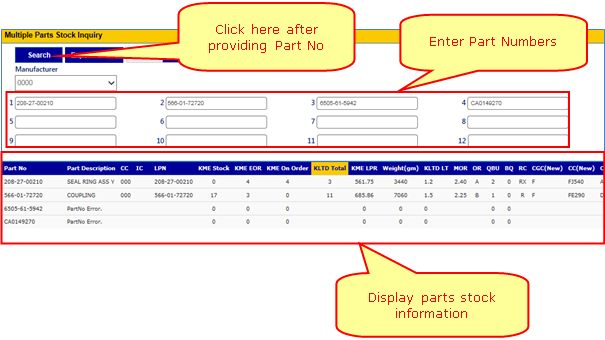 Click here after
providing Part No
Enter Part Numbers
Multiple Parts Stock Inquiry
Search
Manufacturer
0000
1 208-27-00210 2 566-01-72720 3 6505-61-5942 4 CA0149270
5 6 7 8
9 10 11 12
Part No Part Description CC IC LPN KME Stock KME EOR KME On Order KLTD Total KME LPR Weight(gm) KLTD LT MOR OR QBU BQ RC CGC(New) CC(New)
208-27-00210 SEAL RING ASS Y 000 208-27-00210 0 4 4 3 561.75 3440 1.2 2.40 A 2 0 RX F FJ540
566-01-72720 COUPLING 000 566-01-72720 17 3 0 11 685.86 7060 1.5 2.25 B 1 0 R F FE290
6505-61-5942 PartNo Error. 0 0 0 0
CA0149270 PartNo Error. 0 0 0 0
Display parts stock
information